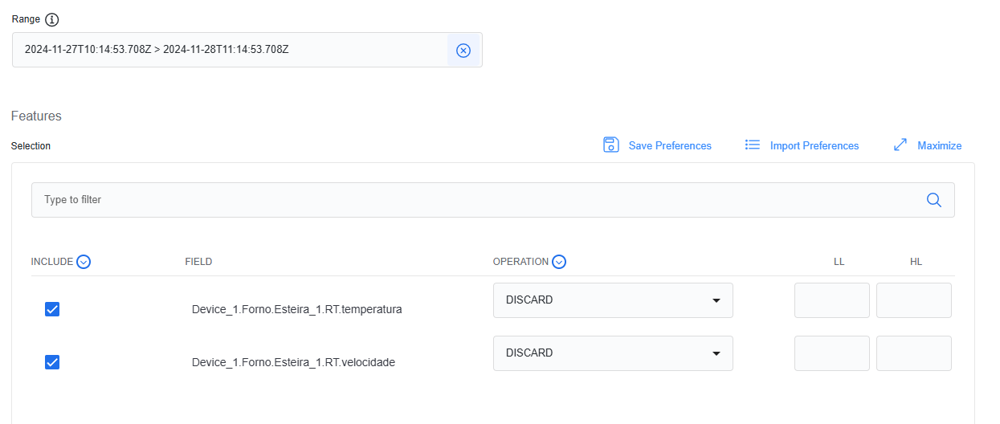 Range
2024-11-27T10:14:53.708Z > 2024-11-28T11:14:53.708Z
Features
Selection
Save Preferences
Import Preferences
Maximize
Type to filter
INCLUDE FIELD OPERATION LL HL
Device_1.Forno.Esteira_1.RT.temperatura DISCARD
Device_1.Forno.Esteira_1.RT.velocidade DISCARD